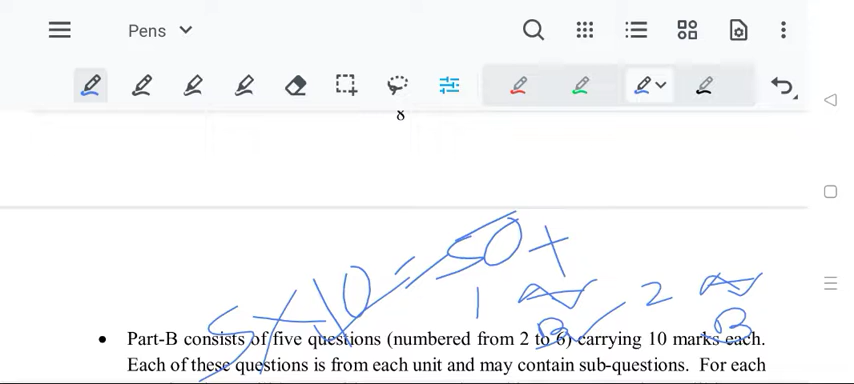 Pens
8
5×10=50+
1 A 2 A
B B
• Part-B consists of five questions (numbered from 2 to 6) carrying 10 marks each.
Each of these questions is from each unit and may contain sub-questions. For each